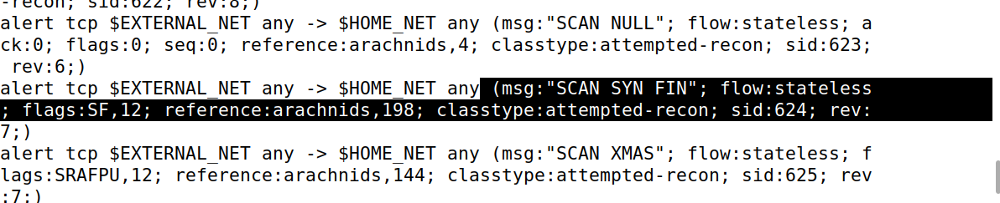 -recon; sid:622; rev:8;)
alert tcp $EXTERNAL_NET any -> $HOME_NET any (msg:"SCAN NULL"; flow:stateless; a
ck:0; flags:0; seq:0; reference:arachnids,4; classtype:attempted-recon; sid:623;
 rev:6;)
alert tcp $EXTERNAL_NET any -> $HOME_NET any (msg:"SCAN SYN FIN"; flow:stateless
; flags:SF,12; reference:arachnids,198; classtype:attempted-recon; sid:624; rev:
7;)
alert tcp $EXTERNAL_NET any -> $HOME_NET any (msg:"SCAN XMAS"; flow:stateless; f
lags:SRAFPU,12; reference:arachnids,144; classtype:attempted-recon; sid:625; rev
:7;)